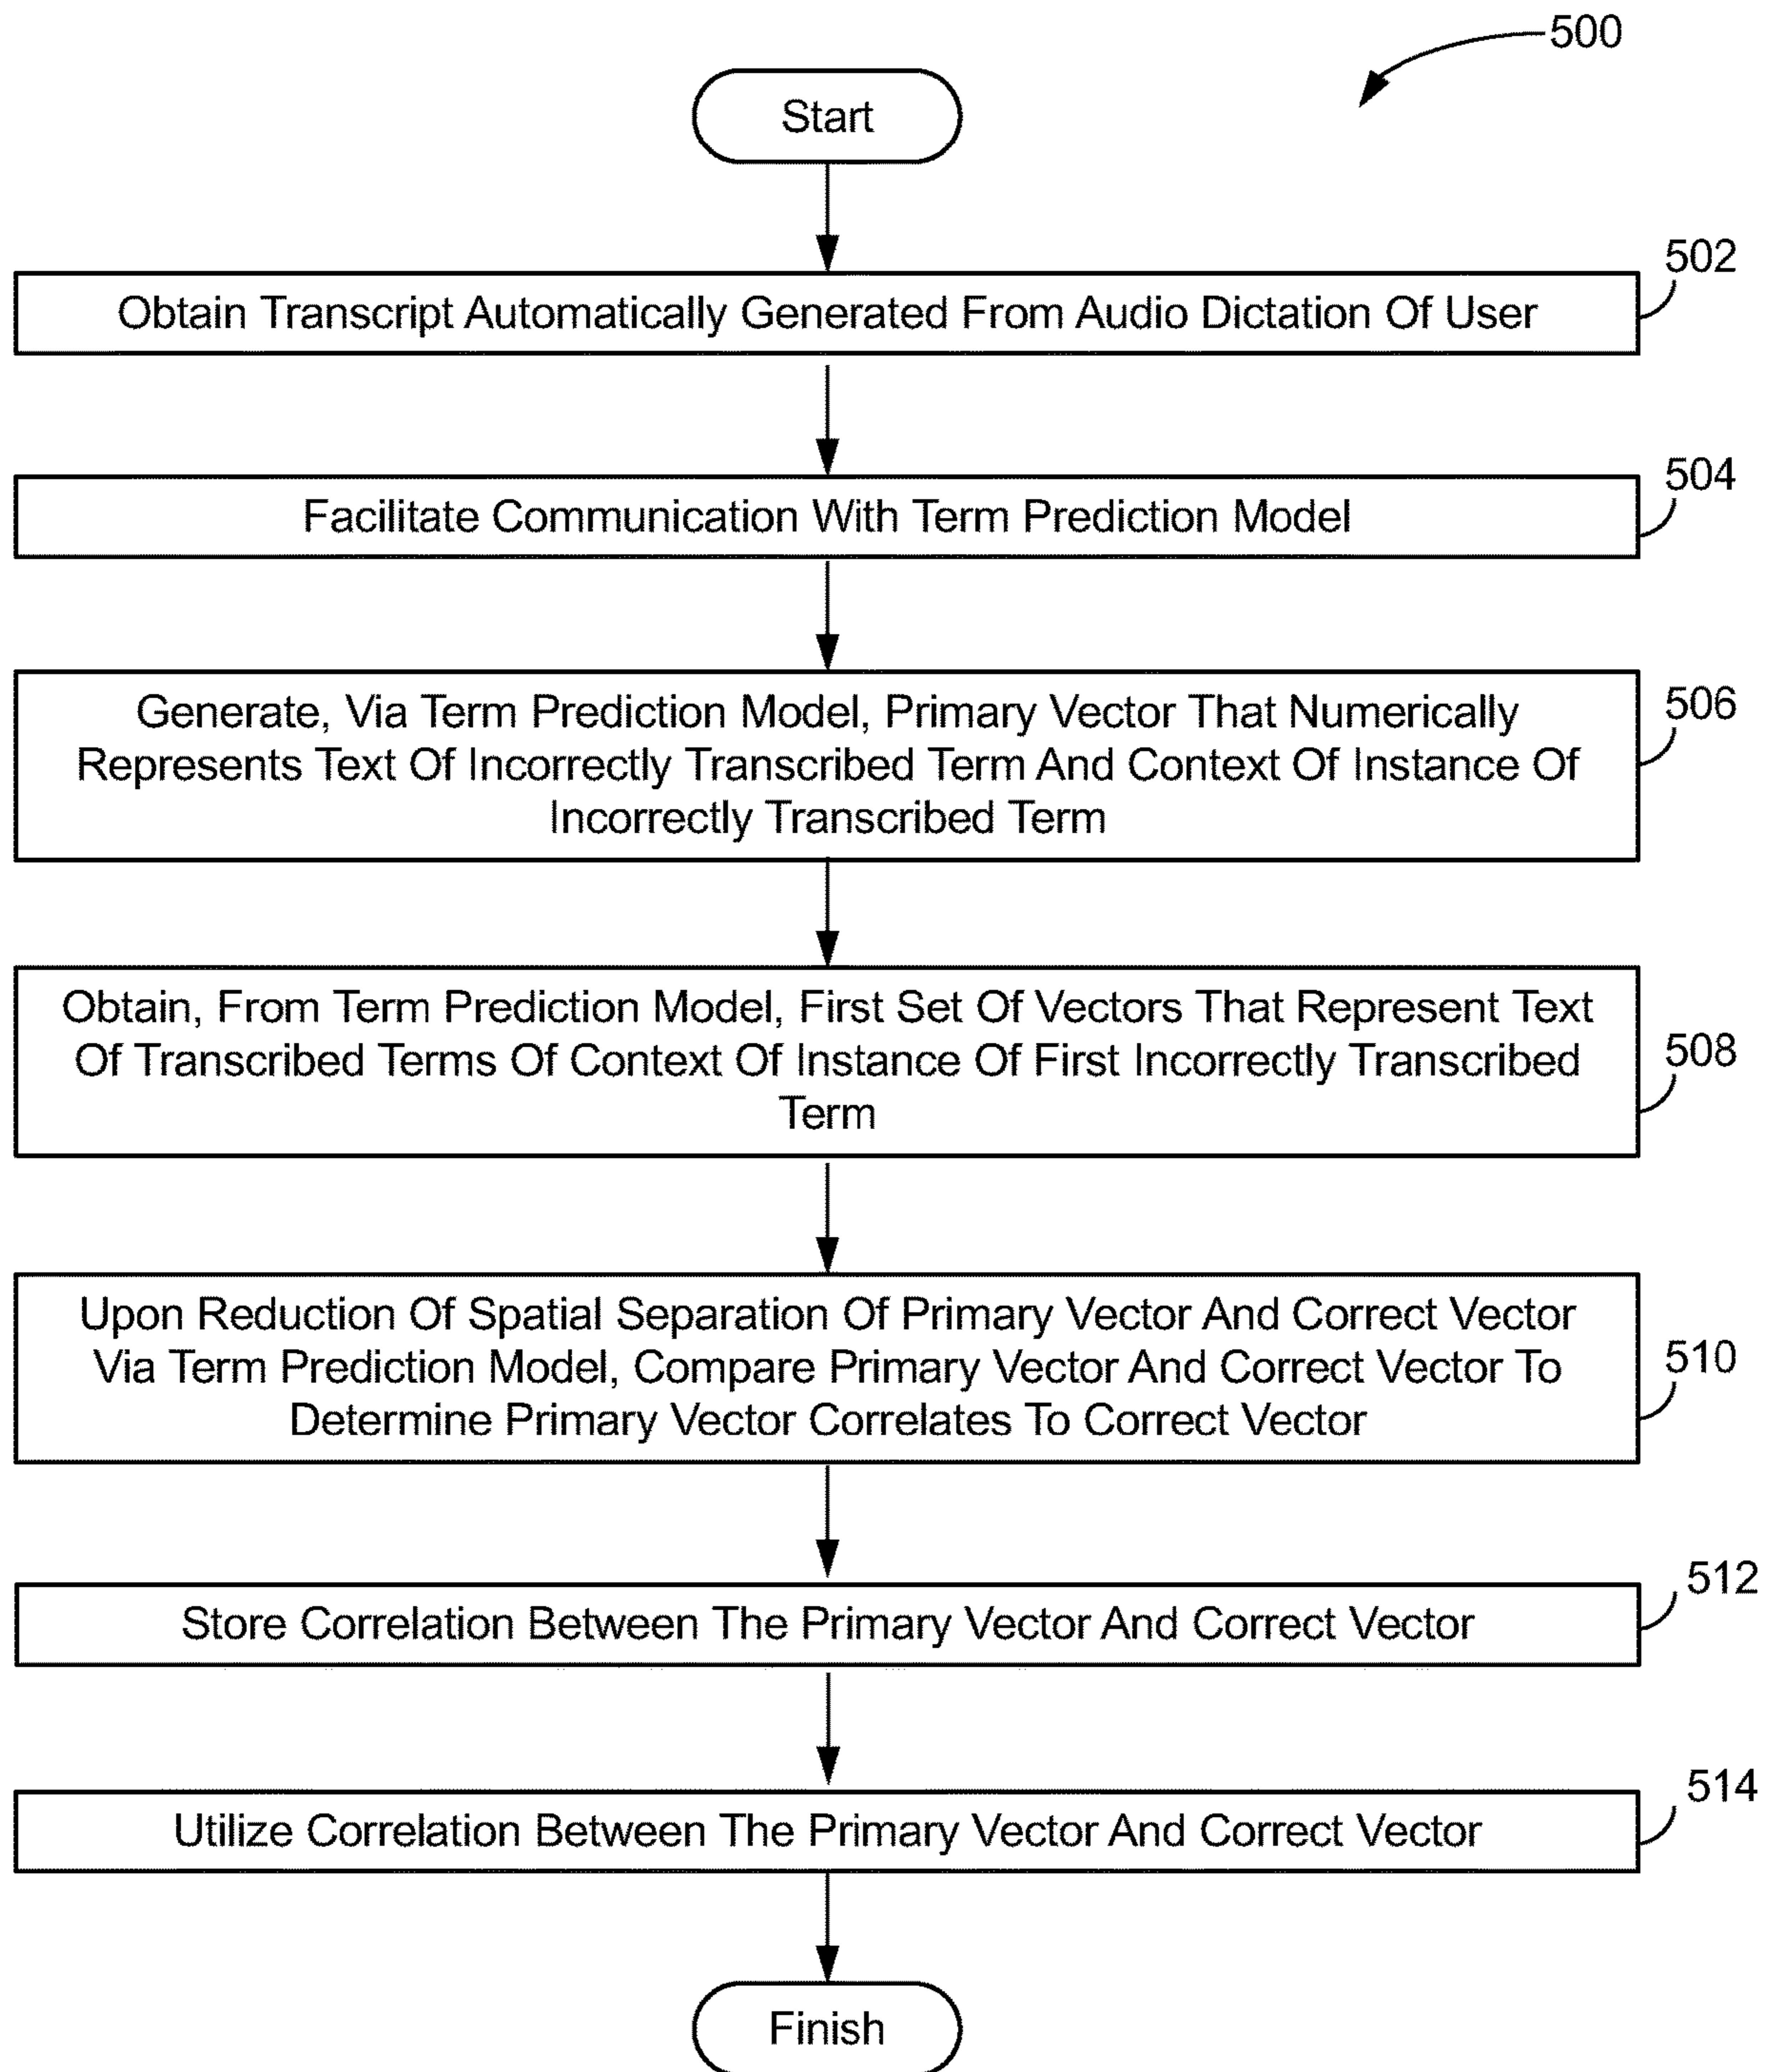 500
Start
502
Obtain Transcript Automatically Generated From Audio Dictation Of User
504
Facilitate Communication With Term Prediction Model
506
Generate, Via Term Prediction Model, Primary Vector That Numerically
Represents Text Of Incorrectly Transcribed Term And Context Of Instance Of
Incorrectly Transcribed Term
508
Obtain, From Term Prediction Model, First Set Of Vectors That Represent Text
Of Transcribed Terms Of Context Of Instance Of First Incorrectly Transcribed
Term
510
Upon Reduction Of Spatial Separation Of Primary Vector And Correct Vector
Via Term Prediction Model, Compare Primary Vector And Correct Vector To
Determine Primary Vector Correlates To Correct Vector
512
Store Correlation Between The Primary Vector And Correct Vector
514
Utilize Correlation Between The Primary Vector And Correct Vector
Finish